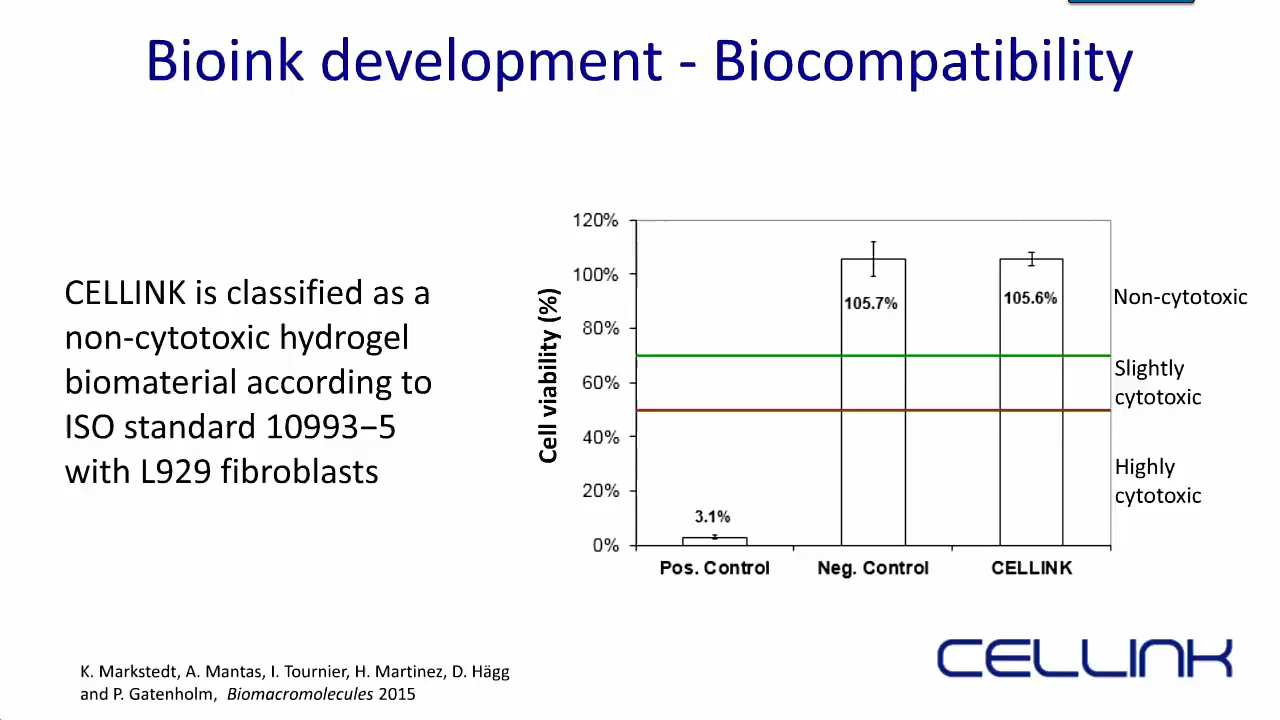 Bioink development - Biocompatibility
CELLINK is classified as a
non-cytotoxic hydrogel
biomaterial according to
ISO standard 10993−5
with L929 fibroblasts
Cell viability (%)
120%
100%
80%
60%
40%
20%
0%
3.1%
105.7%
105.6%
Pos. Control
Neg. Control
CELLINK
Non-cytotoxic
Slightly
cytotoxic
Highly
cytotoxic
K. Markstedt, A. Mantas, I. Tournier, H. Martinez, D. Hägg
and P. Gatenholm, Biomacromolecules 2015
CELLINK